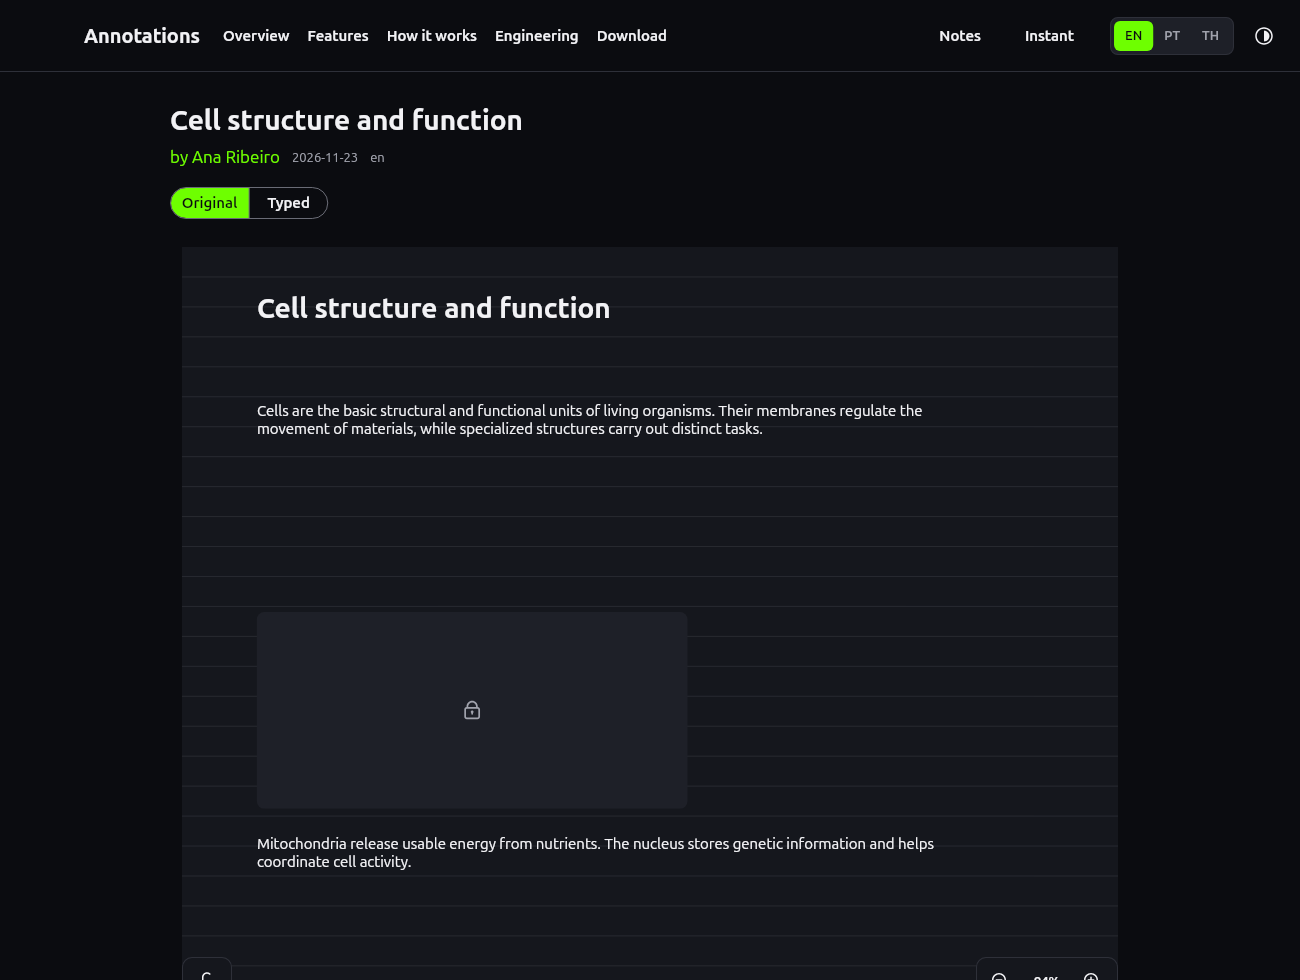 Annotations Overview Features How it works Engineering Download Notes Instant EN PT TH
Cell structure and function
by Ana Ribeiro 2026-11-23 en
Original Typed
Cell structure and function
Cells are the basic structural and functional units of living organisms. Their membranes regulate the
movement of materials, while specialized structures carry out distinct tasks.
Mitochondria release usable energy from nutrients. The nucleus stores genetic information and helps
coordinate cell activity.